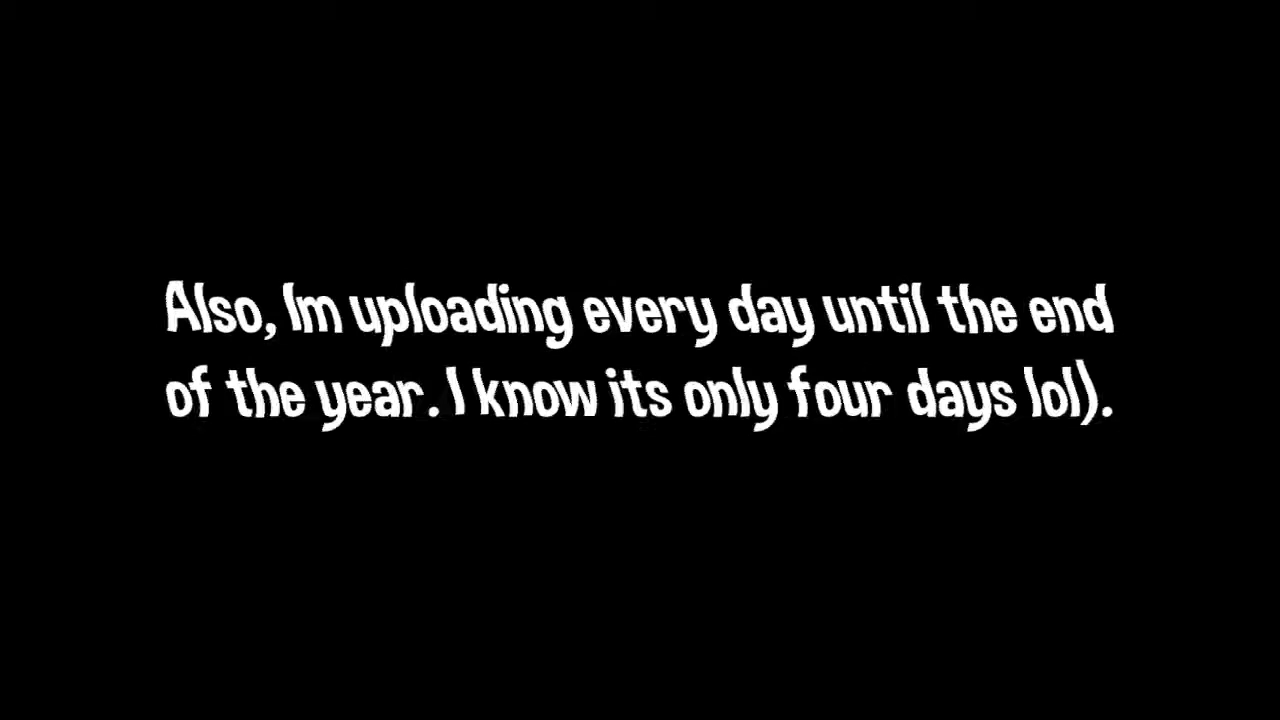 Also, Im uploading every day until the end
of the year. I know its only four days lol).